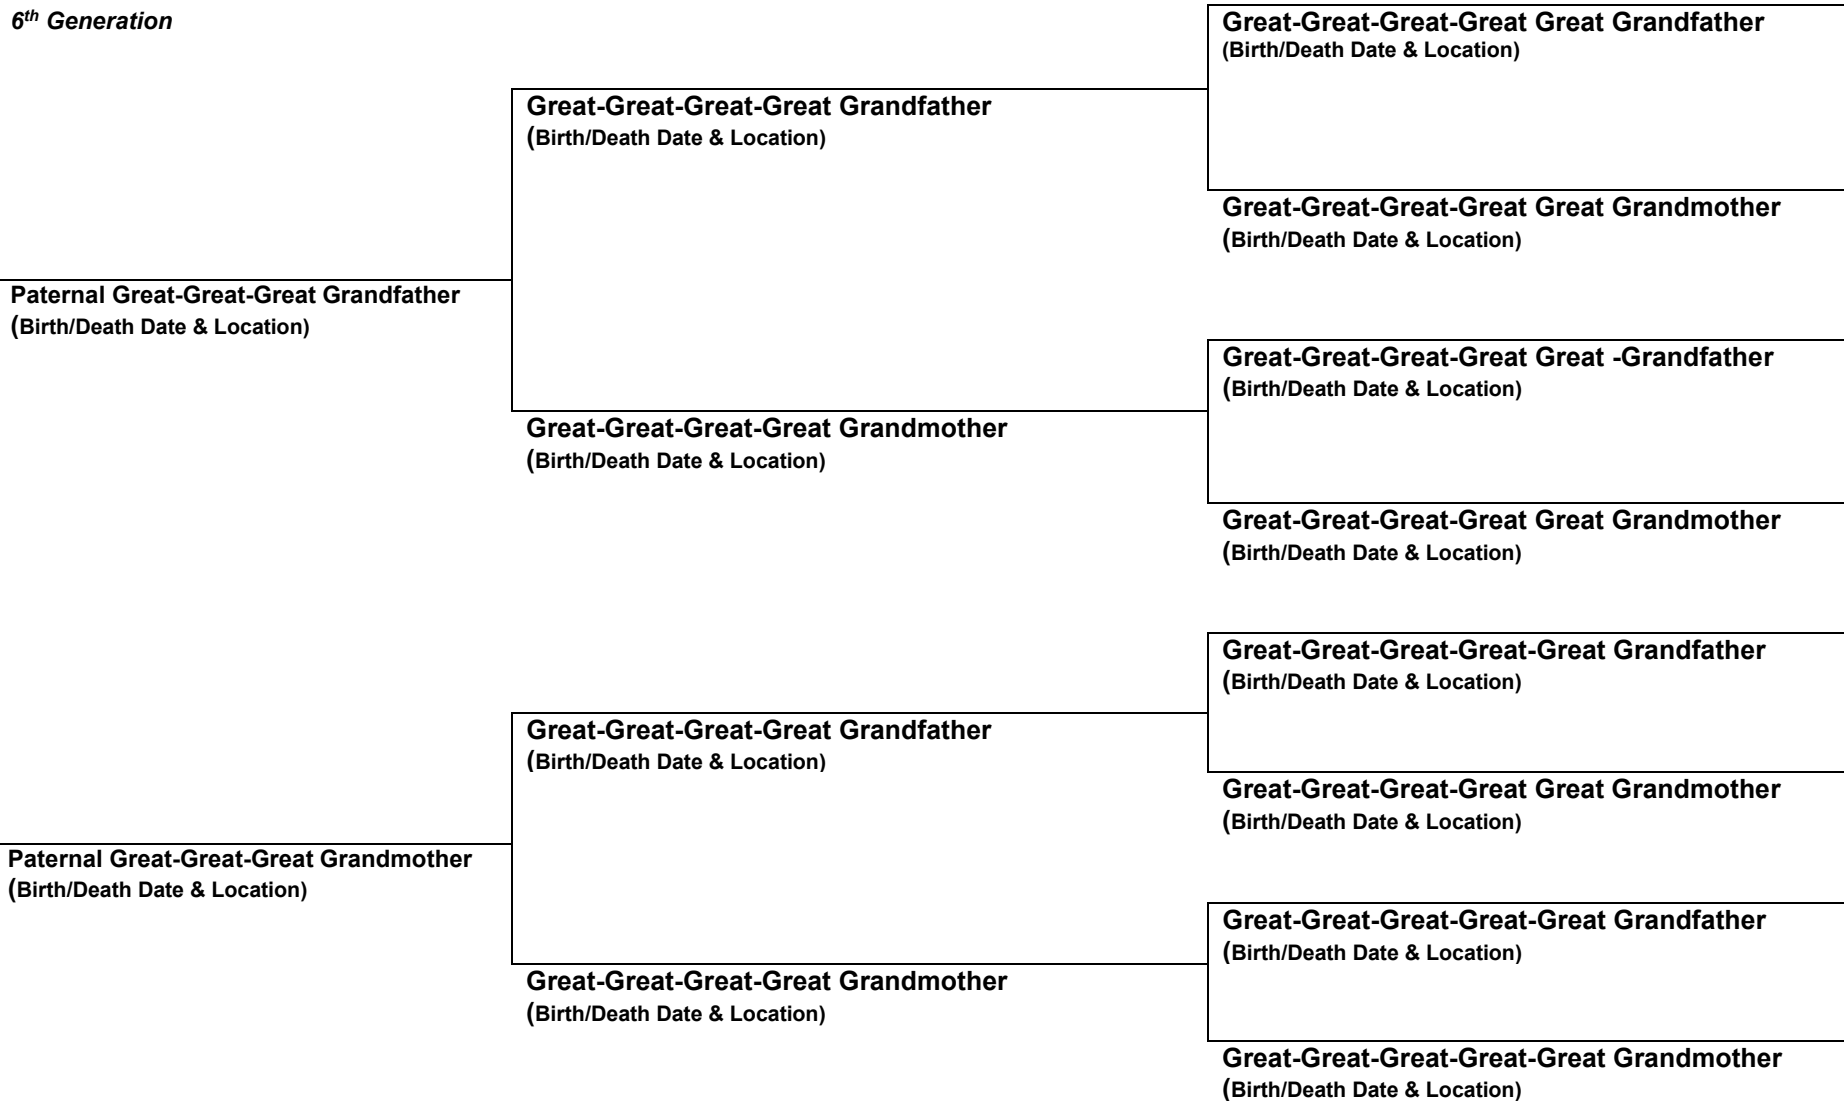 6th Generation
Great-Great-Great-Great Great Grandfather
(Birth/Death Date & Location)
Great-Great-Great-Great Grandfather
(Birth/Death Date & Location)
Great-Great-Great-Great Great Grandmother
(Birth/Death Date & Location)
Paternal Great-Great-Great Grandfather
(Birth/Death Date & Location)
Great-Great-Great-Great Great -Grandfather
(Birth/Death Date & Location)
Great-Great-Great-Great Grandmother
(Birth/Death Date & Location)
Great-Great-Great-Great Great Grandmother
(Birth/Death Date & Location)
Great-Great-Great-Great-Great Grandfather
(Birth/Death Date & Location)
Great-Great-Great-Great Grandfather
(Birth/Death Date & Location)
Great-Great-Great-Great Great Grandmother
(Birth/Death Date & Location)
Paternal Great-Great-Great Grandmother
(Birth/Death Date & Location)
Great-Great-Great-Great-Great Grandfather
(Birth/Death Date & Location)
Great-Great-Great-Great Grandmother
(Birth/Death Date & Location)
Great-Great-Great-Great-Great Grandmother
(Birth/Death Date & Location)